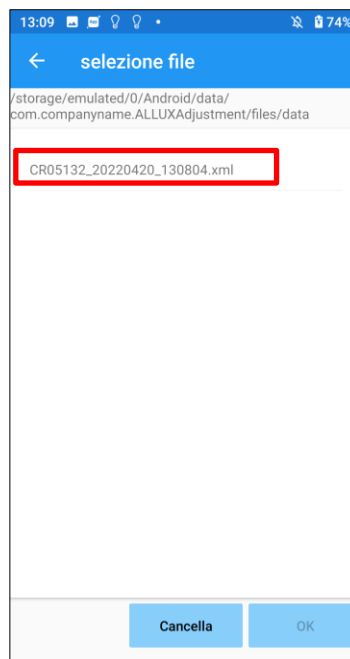 13:09 74%
selezione file
/storage/emulated/0/Android/data/
com.companyname.ALLUXAdjustment/files/data
CR05132_20220420_130804.xml
Cancella OK